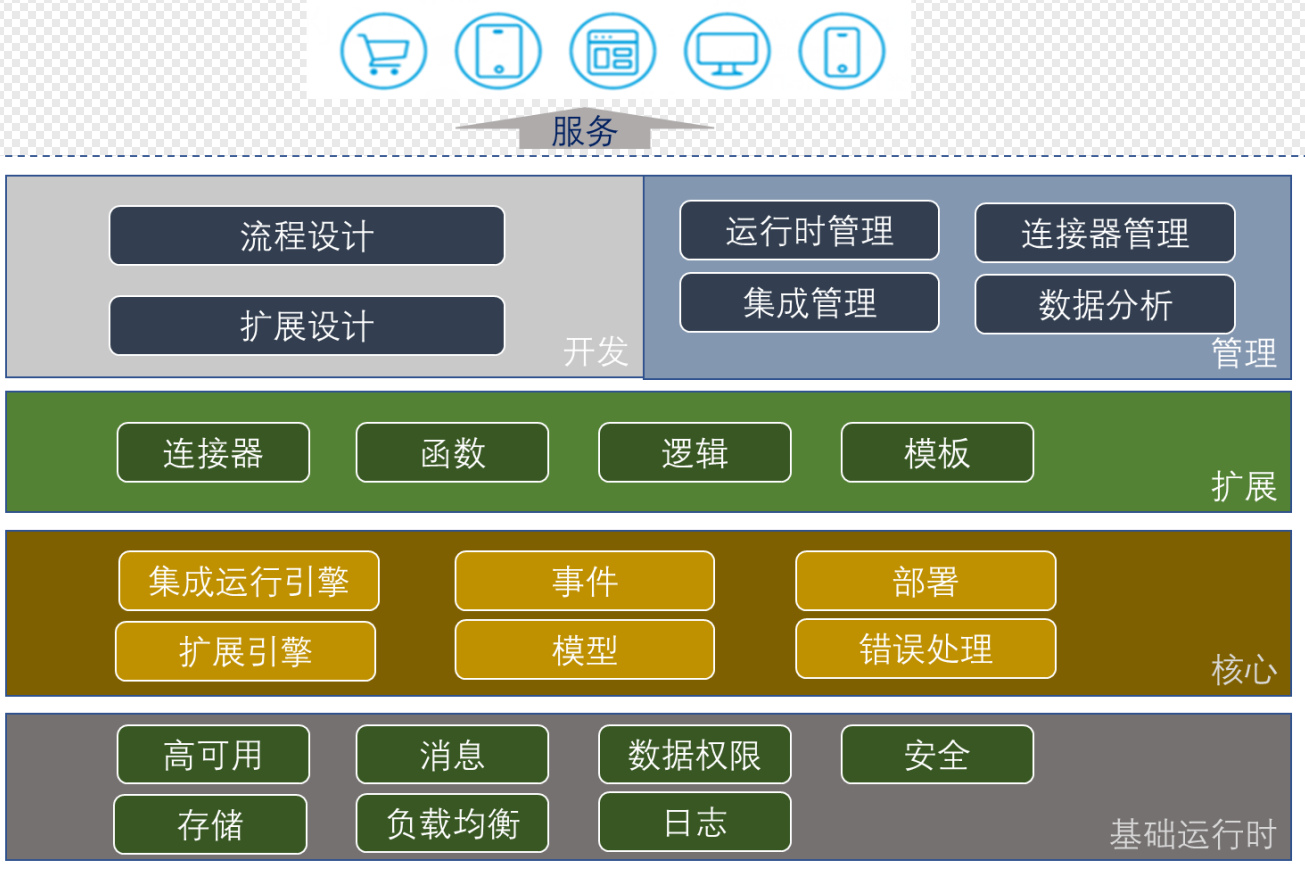 服务
流程设计
扩展设计
开发
运行时管理
连接器管理
集成管理
数据分析
管理
连接器
函数
逻辑
模板
扩展
集成运行引擎
事件
部署
扩展引擎
模型
错误处理
核心
高可用
消息
数据权限
安全
存储
负载均衡
日志
基础运行时